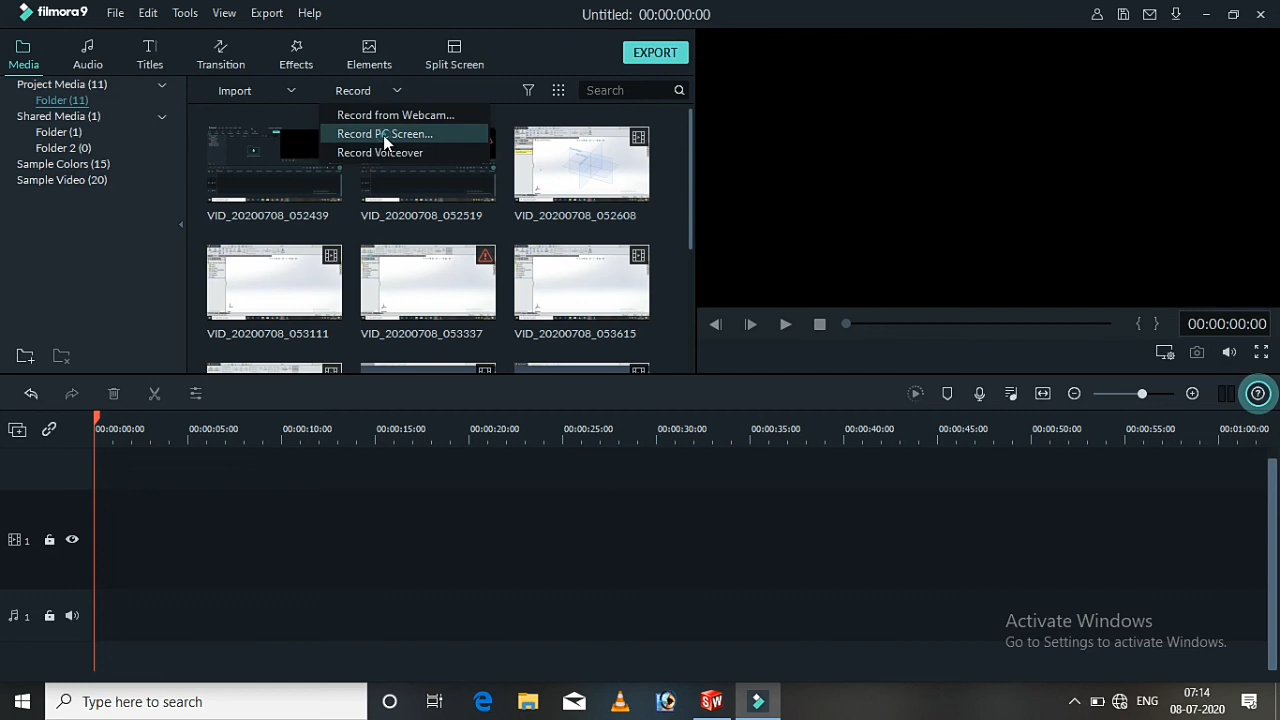 filmora9 File Edit Tools View Export Help Untitled: 00:00:00:00
Media Audio Titles Transition Effects Elements Split Screen EXPORT
Project Media (11)
Folder (11)
Shared Media (11)
Folder (1)
Sample Colors (15)
Sample Video (20)
Import Record Search
Record from Webcam...
Record PC Screen...
Record Voiceover
VID_20200708_052439 VID_20200708_052519 VID_20200708_052608
VID_20200708_053111 VID_20200708_053337 VID_20200708_053615
{ } 00:00:00:00
00:00:00:00 00:00:05:00 00:00:10:00 00:00:15:00 00:00:20:00 00:00:25:00 00:00:30:00 00:00:35:00 00:00:40:00 00:00:45:00 00:00:50:00 00:00:55:00 00:01:00:00
1
1
Activate Windows
Go to Settings to activate Windows.
Type here to search
SW
ENG
07:14
08-07-2020